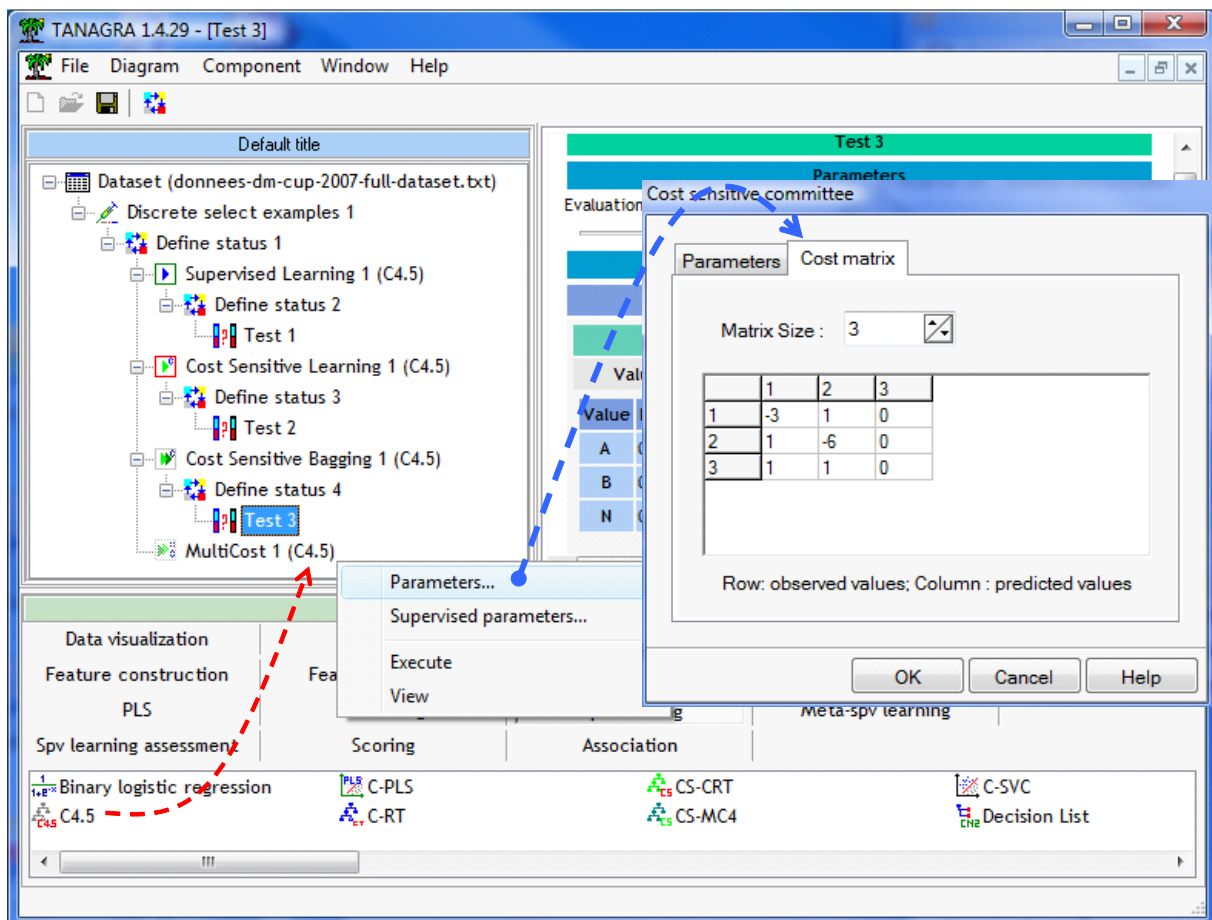 TANAGRA 1.4.29 - [Test 3]
File Diagram Component Window Help
Default title
Dataset (donnees-dm-cup-2007-full-dataset.txt)
Discrete select examples 1
Define status 1
Supervised Learning 1 (C4.5)
Define status 2
Test 1
Cost Sensitive Learning 1 (C4.5)
Define status 3
Test 2
Cost Sensitive Bagging 1 (C4.5)
Define status 4
Test 3
MultiCost 1 (C4.5)
Test 3
Parameters
Value
A
B
N
Cost sensitive committee
Parameters Cost matrix
Matrix Size : 3
1 2 3
1 -3 1 0
2 1 -6 0
3 1 1 0
Row: observed values; Column : predicted values
OK Cancel Help
Parameters...
Supervised parameters...
Execute
View
Data visualization
Feature construction
PLS Meta-spv learning
Spv learning assessment Scoring Association
Binary logistic regression C-PLS CS-CRT C-SVC
C4.5 C-RT CS-MC4 Decision List